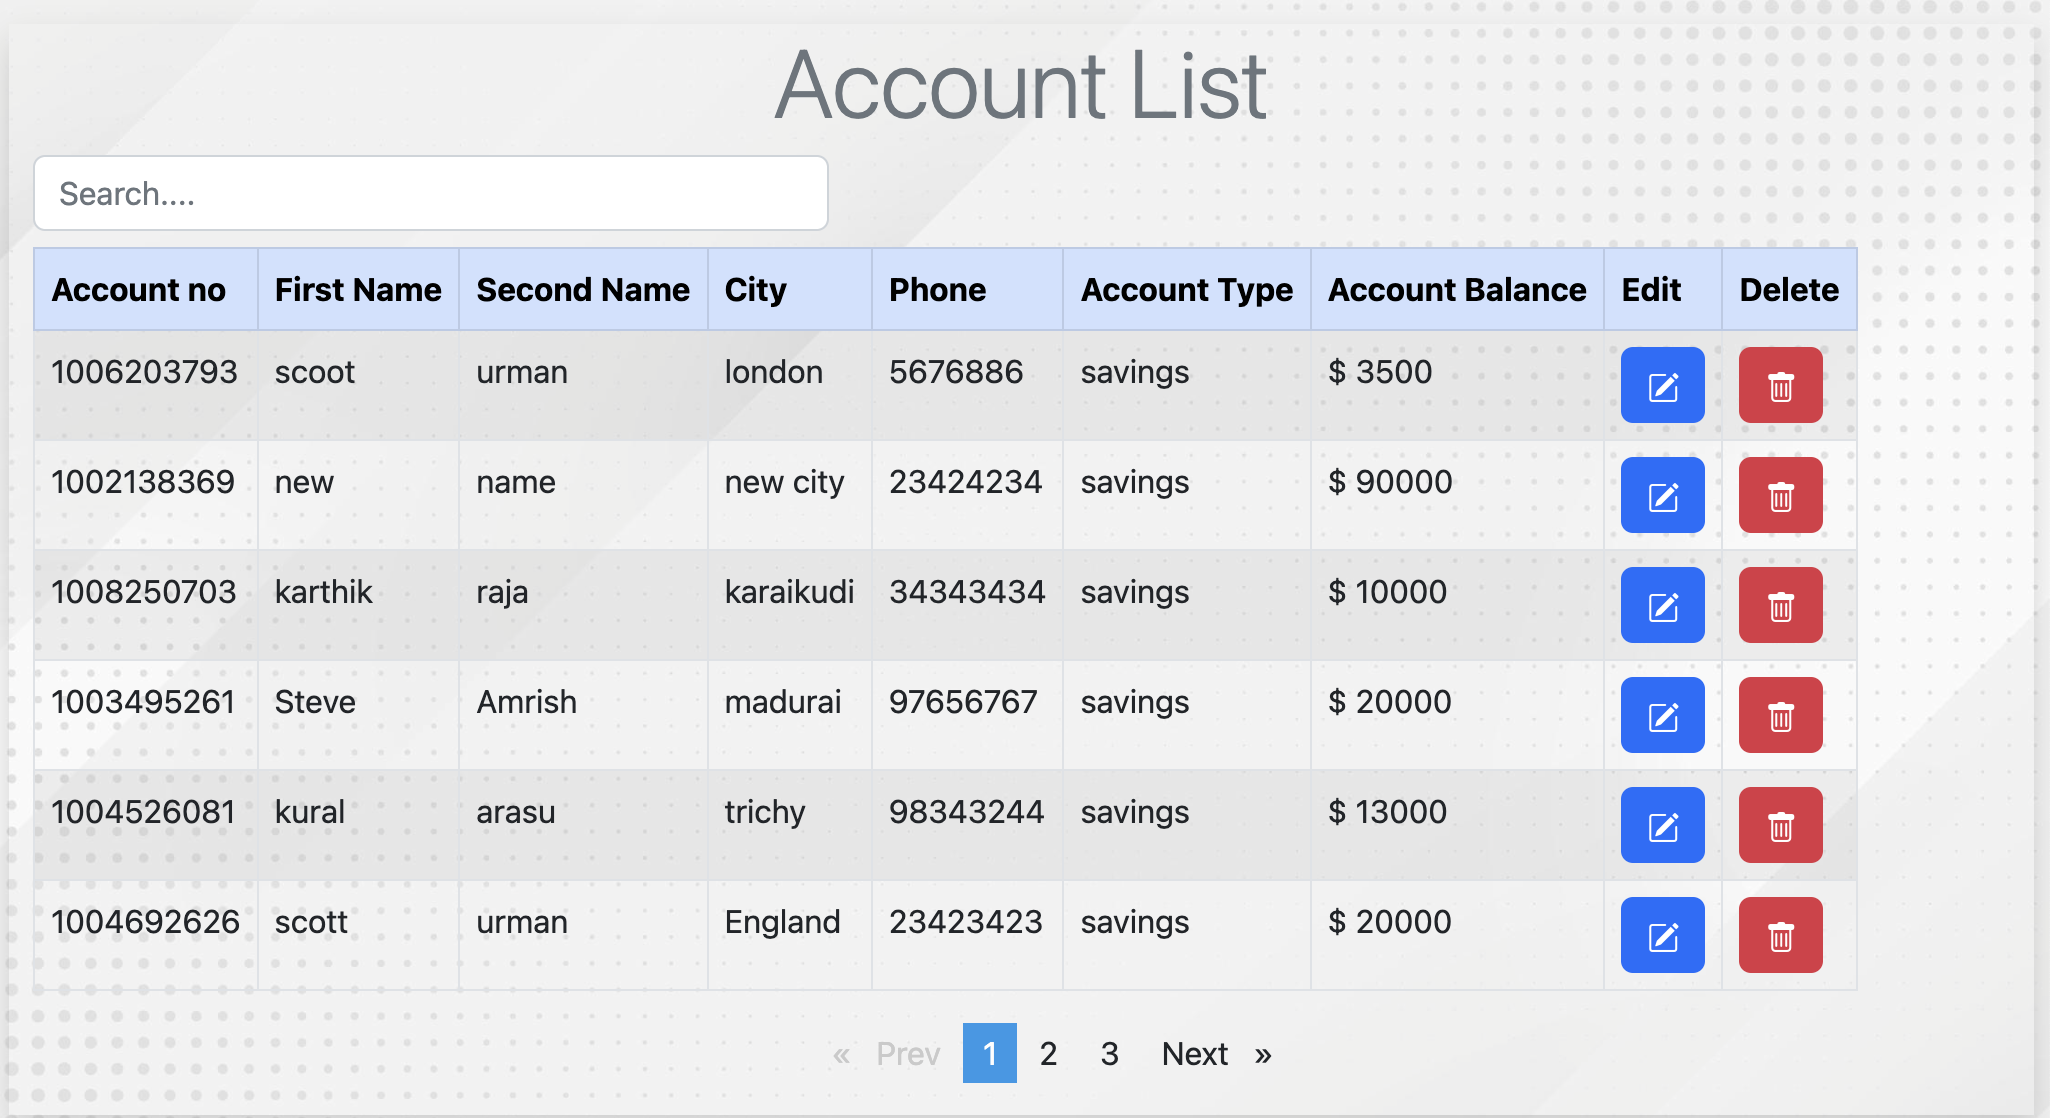 Account List
Search....
Account no First Name Second Name City Phone Account Type Account Balance Edit Delete
1006203793 scoot urman london 5676886 savings $ 3500
1002138369 new name new city 23424234 savings $ 90000
1008250703 karthik raja karaikudi 34343434 savings $ 10000
1003495261 Steve Amrish madurai 97656767 savings $ 20000
1004526081 kural arasu trichy 98343244 savings $ 13000
1004692626 scott urman England 23423423 savings $ 20000
« Prev 1 2 3 Next »